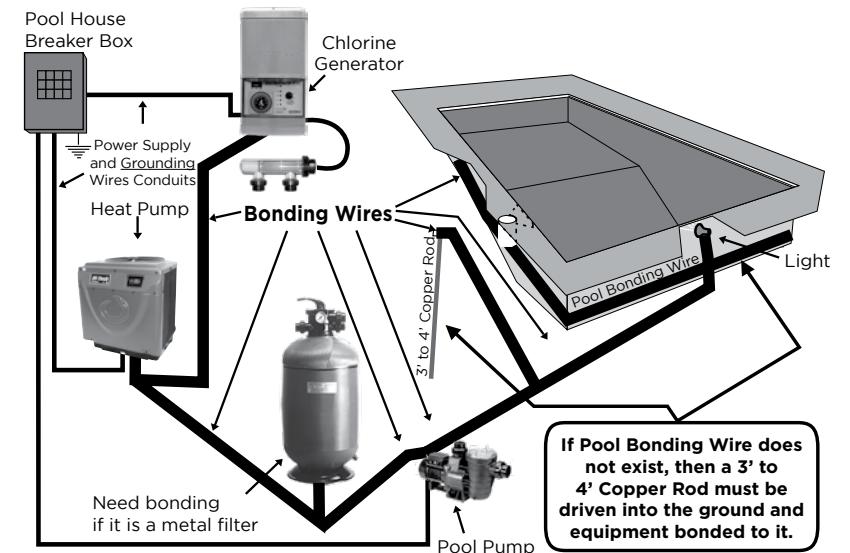 Pool House
Breaker Box
Chlorine
Generator
Power Supply
and Grounding
Wires Conduits
Heat Pump
Bonding Wires
3' to 4' Copper Rod
Pool Bonding Wire
Light
Need bonding
if it is a metal filter
Pool Pump
If Pool Bonding Wire does
not exist, then a 3' to
4' Copper Rod must be
driven into the ground and
equipment bonded to it.